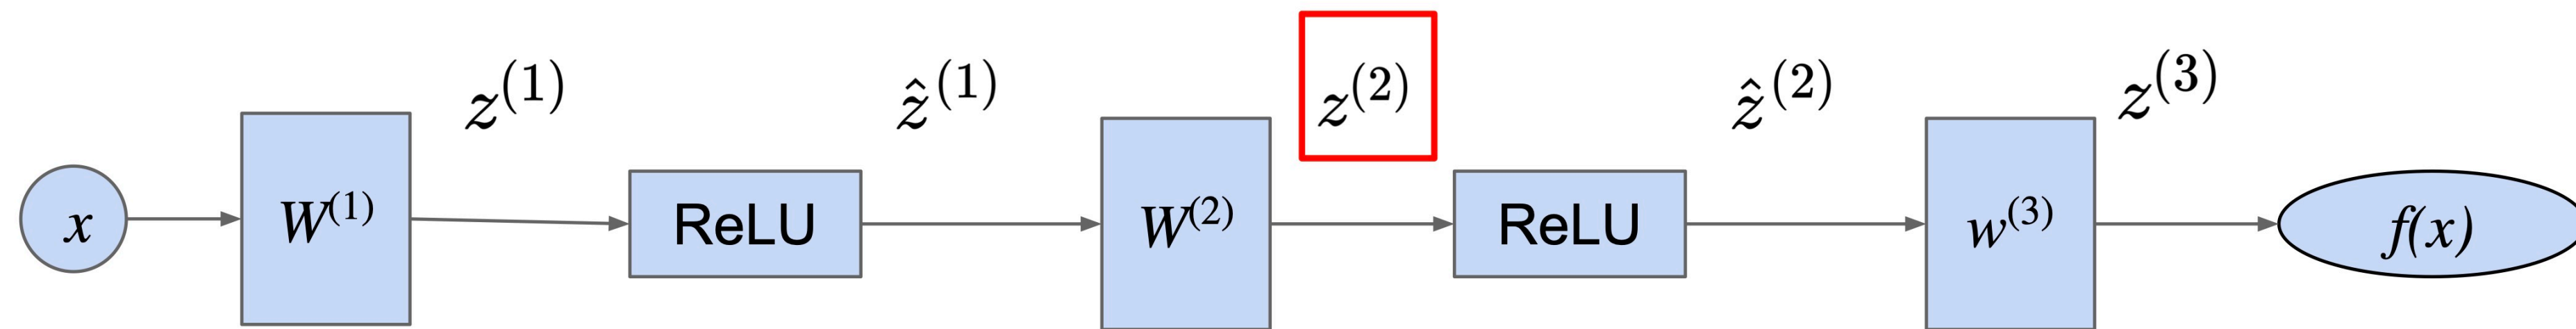 z^(1) ẑ^(1) z^(2) ẑ^(2) z^(3)
x W^(1) ReLU W^(2) ReLU w^(3) f(x)